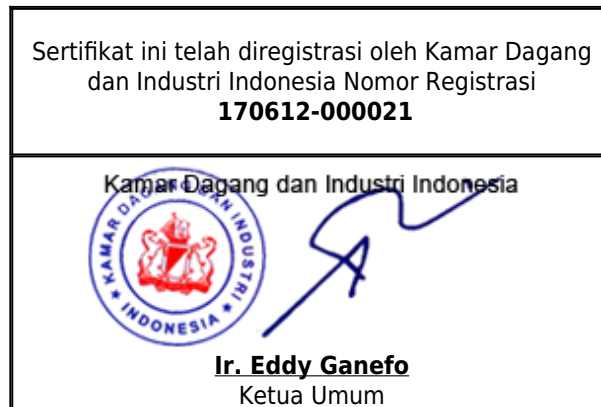 Sertifikat ini telah diregistrasi oleh Kamar Dagang
dan Industri Indonesia Nomor Registrasi
170612-000021
Kamar Dagang dan Industri Indonesia
KAMAR DAGANG DAN INDUSTRI
INDONESIA
Ir. Eddy Ganefo
Ketua Umum